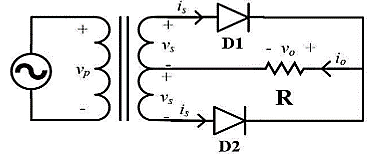 + i_s D1
v_p v_s - v_o + i_o
- + R
v_s
- i_s D2